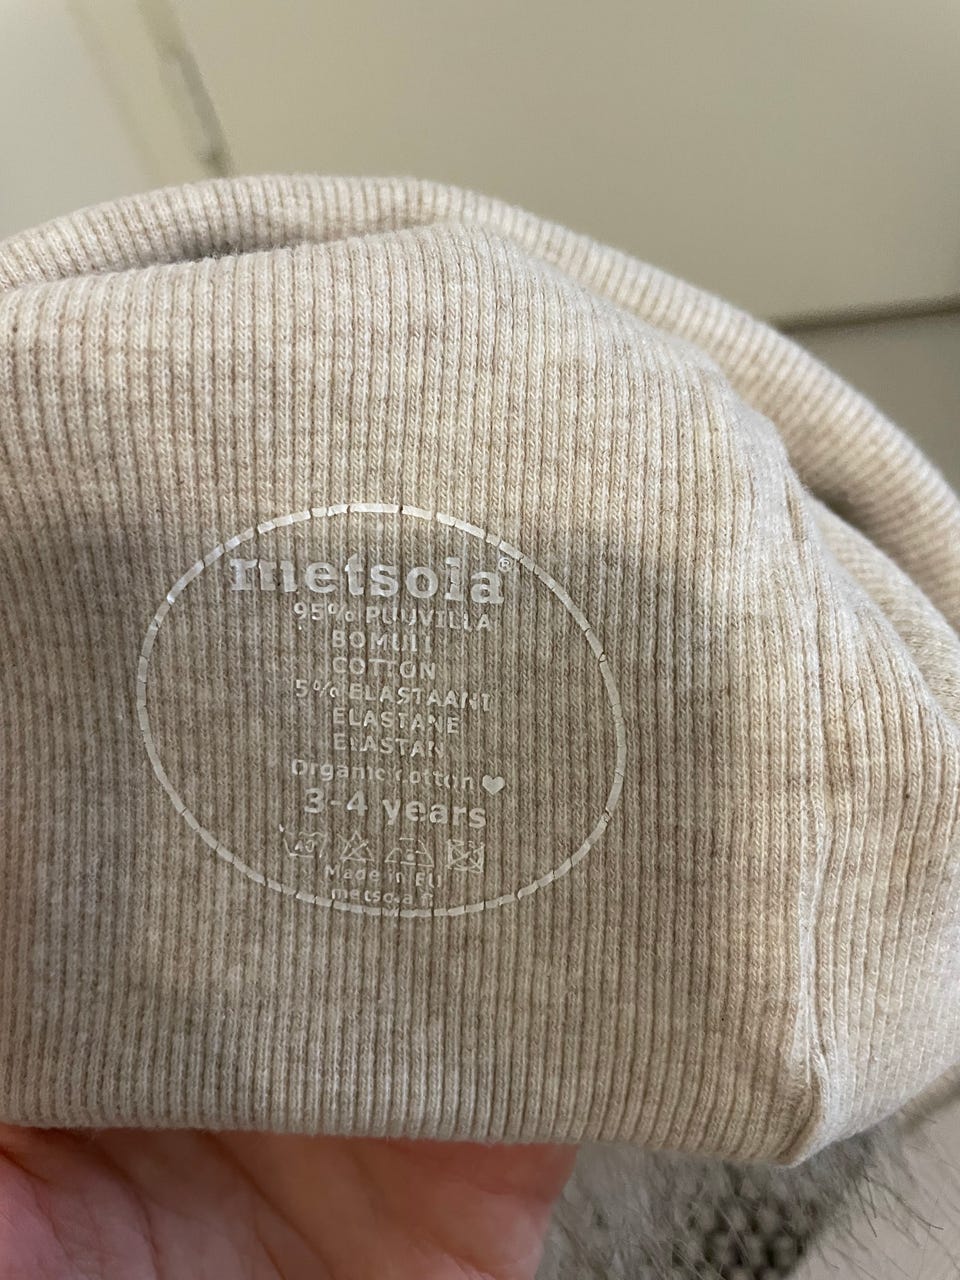 metsola®
95% PUUVILLA
BOMULL
COTTON
5% ELASTAANI
ELASTANE
ELASTAN
Organic cotton ♥
3-4 years
40
Made in EU
metsola.fi